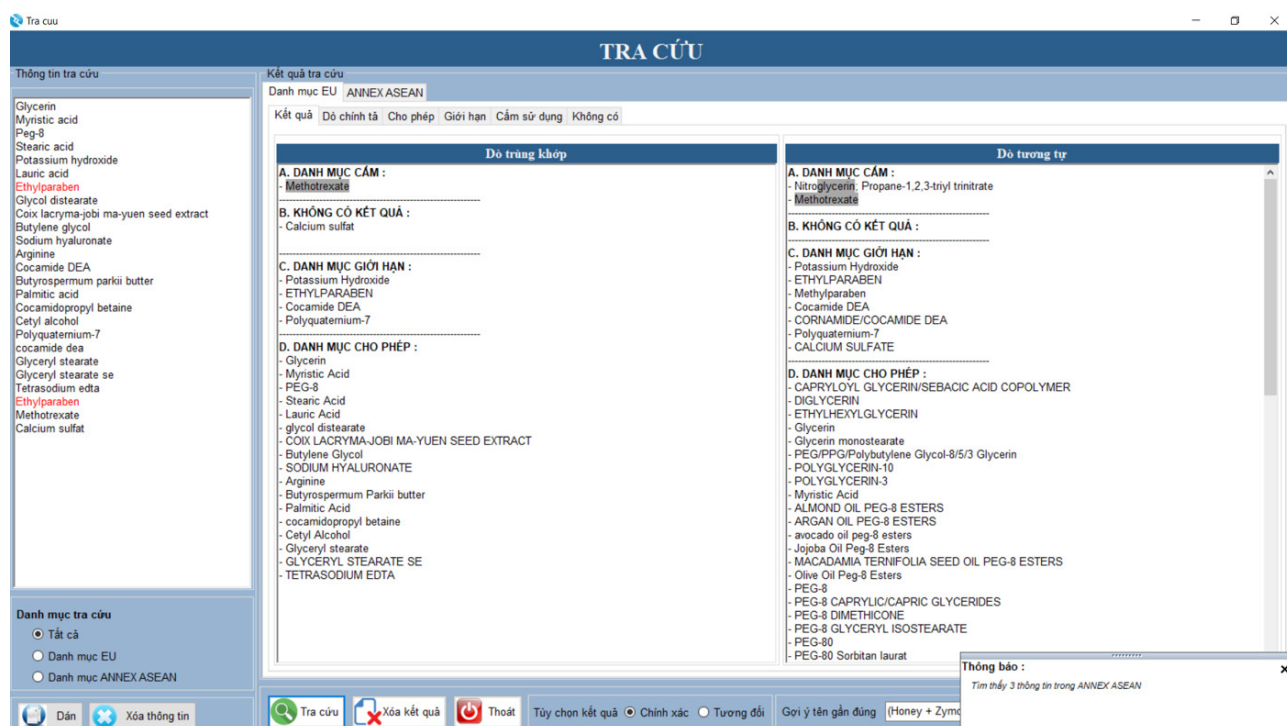 Tra cuu
TRA CỨU
Thông tin tra cứu
Glycerin
Myristic acid
Peg-8
Stearic acid
Potassium hydroxide
Lauric acid
Ethylparaben
Glycol distearate
Coix lacryma-jobi ma-yuen seed extract
Butylene glycol
Sodium hyaluronate
Arginine
Cocamide DEA
Butyrospermum parkii butter
Palmitic acid
Cocamidopropyl betaine
Cetyl alcohol
Polyquaternium-7
cocamide dea
Glyceryl stearate
Glyceryl stearate se
Tetrasodium edta
Ethylparaben
Methotrexate
Calcium sulfat
Danh mục tra cứu
Tất cả
Danh mục EU
Danh mục ANNEX ASEAN
Dán
Xóa thông tin
Kết quả tra cứu
Danh mục EU ANNEX ASEAN
Kết quả Dò chính tả Cho phép Giới hạn Cấm sử dụng Không có
Dò trùng khớp
A. DANH MỤC CẤM :
- Methotrexate
B. KHÔNG CÓ KẾT QUẢ :
- Calcium sulfat
C. DANH MỤC GIỚI HẠN :
- Potassium Hydroxide
- ETHYLPARABEN
- Cocamide DEA
- Polyquaternium-7
D. DANH MỤC CHO PHÉP :
- Glycerin
- Myristic Acid
- PEG-8
- Stearic Acid
- Lauric Acid
- glycol distearate
- COIX LACRYMA-JOBI MA-YUEN SEED EXTRACT
- Butylene Glycol
- SODIUM HYALURONATE
- Arginine
- Butyrospermum Parkii butter
- Palmitic Acid
- cocamidopropyl betaine
- Cetyl Alcohol
- Glyceryl stearate
- GLYCERYL STEARATE SE
- TETRASODIUM EDTA
Dò tương tự
A. DANH MỤC CẤM :
- Nitroglycerin; Propane-1,2,3-triyl trinitrate
- Methotrexate
B. KHÔNG CÓ KẾT QUẢ :
C. DANH MỤC GIỚI HẠN :
- Potassium Hydroxide
- ETHYLPARABEN
- Methylparaben
- Cocamide DEA
- CORNAMIDE/COCAMIDE DEA
- Polyquaternium-7
- CALCIUM SULFATE
D. DANH MỤC CHO PHÉP :
- CAPRYLOYL GLYCERIN/SEBACIC ACID COPOLYMER
- DIGLYCERIN
- ETHYLHEXYLGLYCERIN
- Glycerin
- Glycerin monostearate
- PEG/PPG/Polybutylene Glycol-8/5/3 Glycerin
- POLYGLYCERIN-10
- POLYGLYCERIN-3
- Myristic Acid
- ALMOND OIL PEG-8 ESTERS
- ARGAN OIL PEG-8 ESTERS
- avocado oil peg-8 esters
- Jojoba Oil Peg-8 Esters
- MACADAMIA TERNIFOLIA SEED OIL PEG-8 ESTERS
- Olive Oil Peg-8 Esters
- PEG-8
- PEG-8 CAPRYLIC/CAPRIC GLYCERIDES
- PEG-8 DIMETHICONE
- PEG-8 GLYCERYL ISOSTEARATE
- PEG-80
- PEG-80 Sorbitan laurat
Thông báo :
Tìm thấy 3 thông tin trong ANNEX ASEAN
Tra cứu Xóa kết quả Thoát Tùy chọn kết quả Chính xác Tương đối Gợi ý tên gần đúng (Honey + Zymo